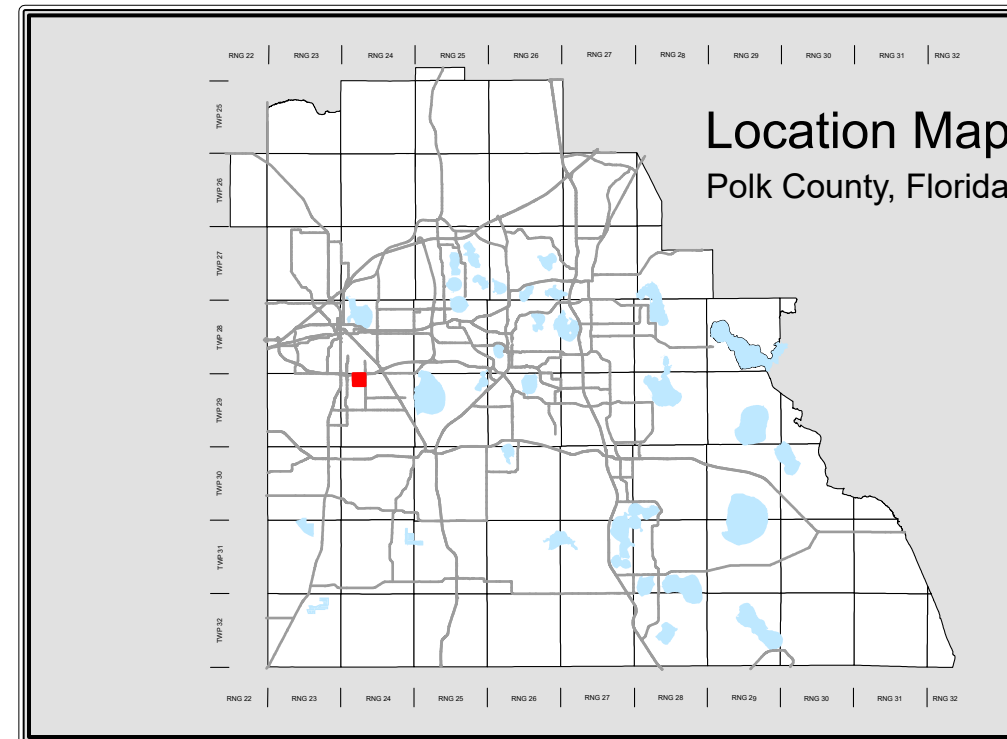 RNG 22 RNG 23 RNG 24 RNG 25 RNG 26 RNG 27 RNG 28 RNG 29 RNG 30 RNG 31 RNG 32
Location Map
Polk County, Florida
TWP 25
TWP 26
TWP 27
TWP 28
TWP 29
TWP 30
TWP 31
TWP 32
RNG 22 RNG 23 RNG 24 RNG 25 RNG 26 RNG 27 RNG 28 RNG 29 RNG 30 RNG 31 RNG 32